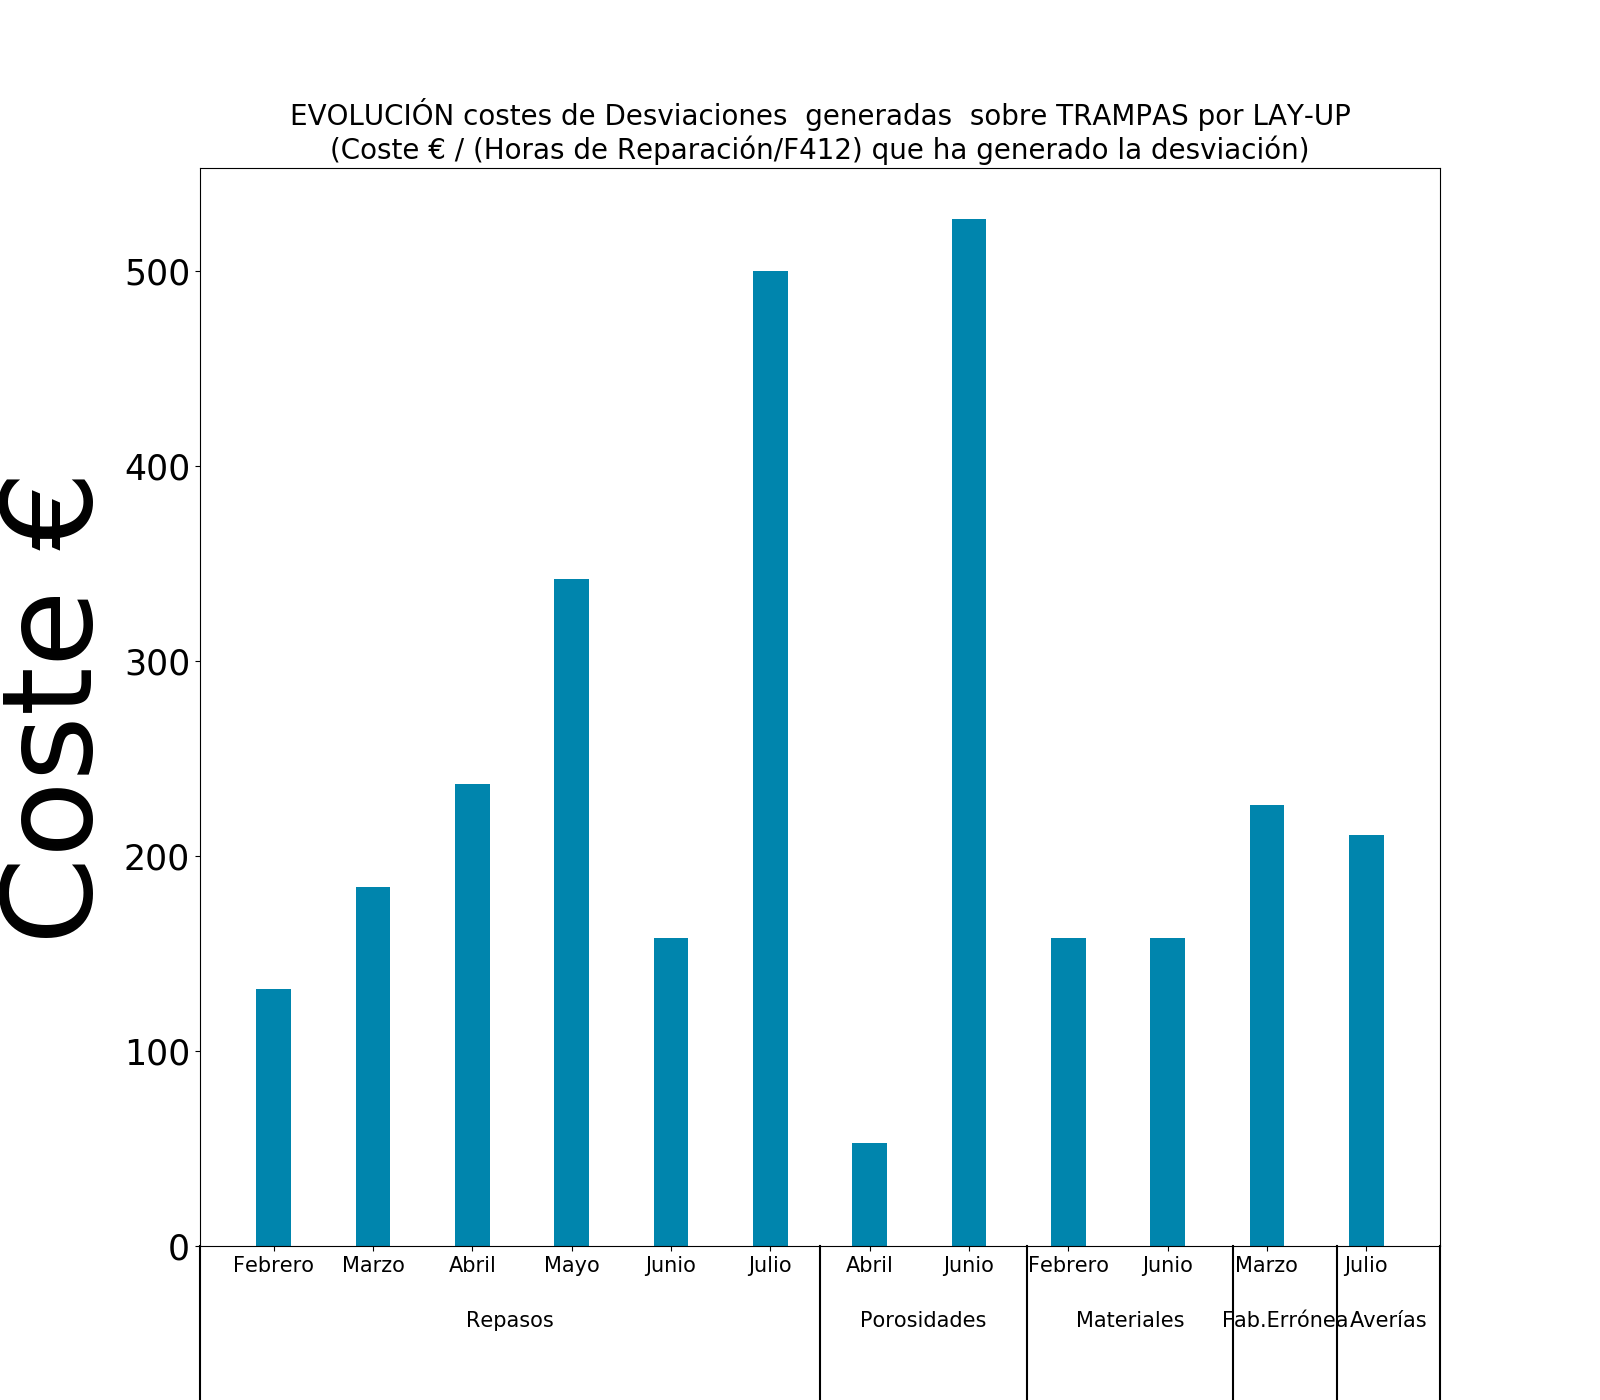 EVOLUCIÓN costes de Desviaciones  generadas  sobre TRAMPAS por LAY-UP
(Coste € / (Horas de Reparación/F412) que ha generado la desviación)
Coste €
500
400
300
200
100
0
Febrero Marzo Abril Mayo Junio Julio Abril Junio Febrero Junio Marzo Julio
Repasos Porosidades Materiales Fab.Errónea Averías